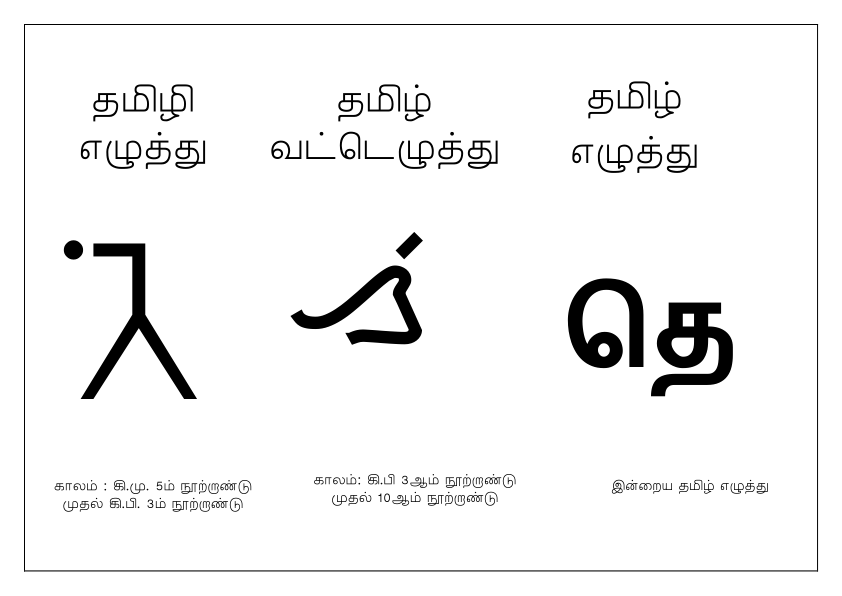 தமிழி
எழுத்து
தமிழ்
வட்டெழுத்து
தமிழ்
எழுத்து
தெ
காலம் : கி.மு. 5ம் நூற்றாண்டு
முதல் கி.பி. 3ம் நூற்றாண்டு
காலம்: கி.பி 3ஆம் நூற்றாண்டு
முதல் 10ஆம் நூற்றாண்டு
இன்றைய தமிழ் எழுத்து